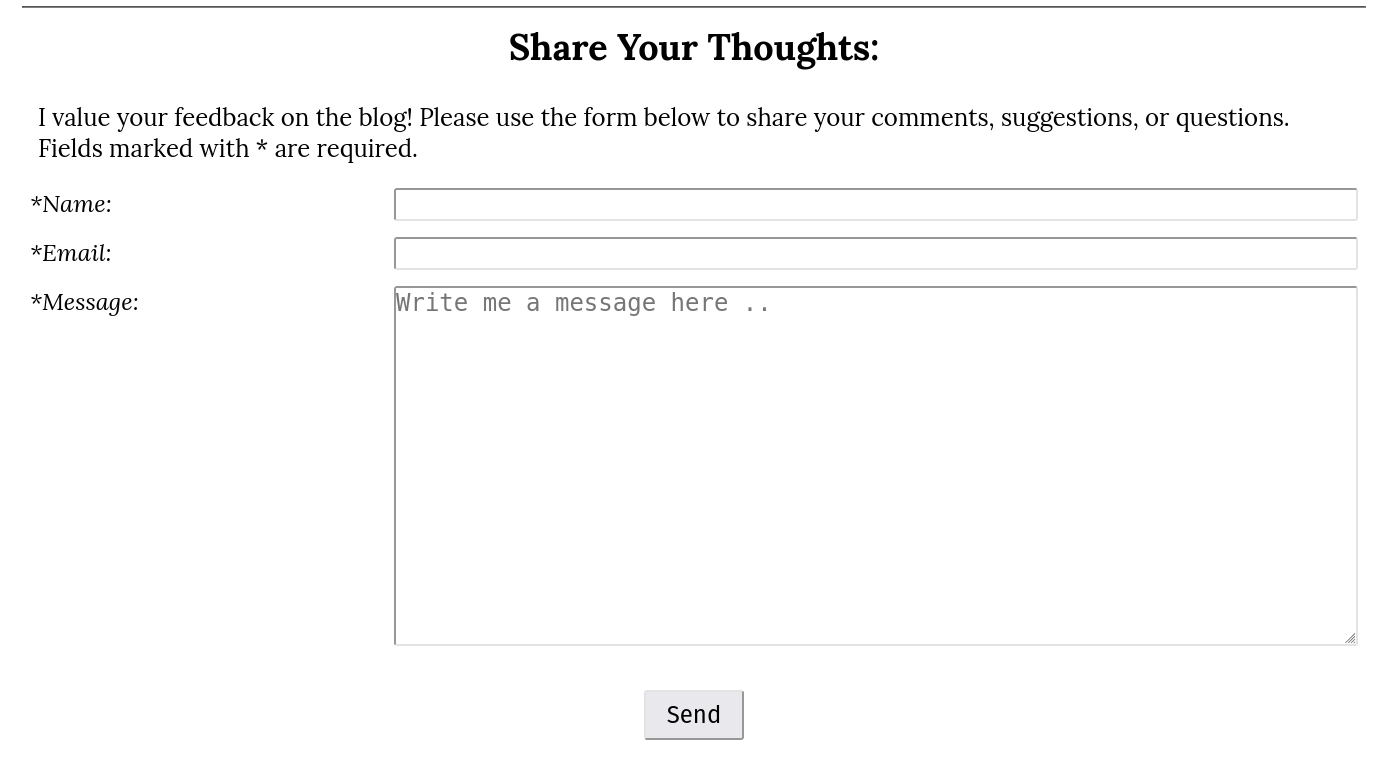 Share Your Thoughts:
I value your feedback on the blog! Please use the form below to share your comments, suggestions, or questions.
Fields marked with * are required.
*Name:
*Email:
*Message:
Write me a message here ..
Send